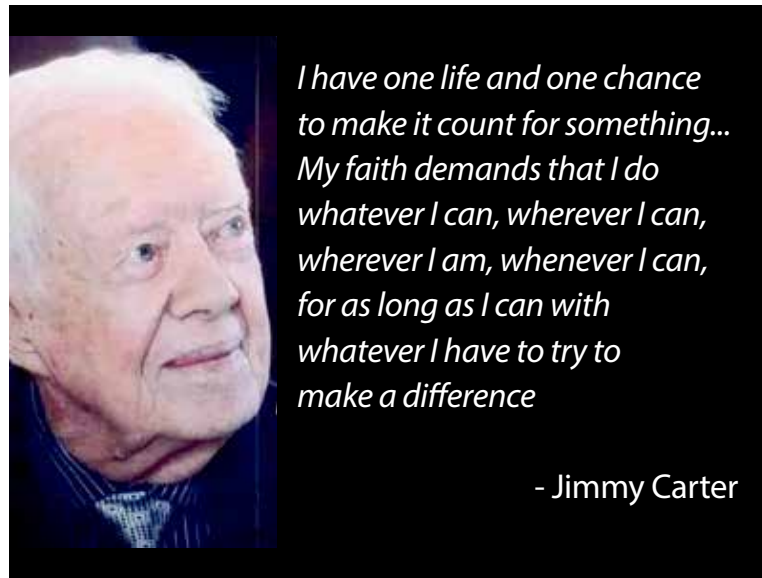 I have one life and one chance
to make it count for something...
My faith demands that I do
whatever I can, wherever I can,
wherever I am, whenever I can,
for as long as I can with
whatever I have to try to
make a difference
- Jimmy Carter